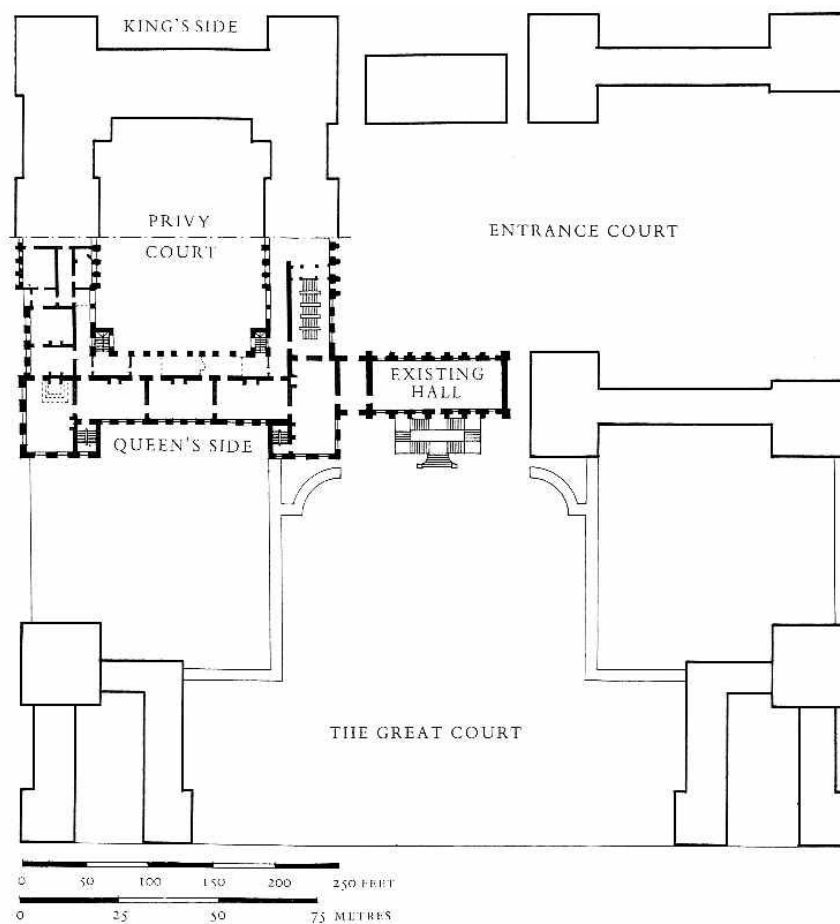 KING'S SIDE
PRIVY
COURT
ENTRANCE COURT
EXISTING
HALL
QUEEN'S SIDE
THE GREAT COURT
0 50 100 150 200 250 FEET
0 25 50 75 METRES